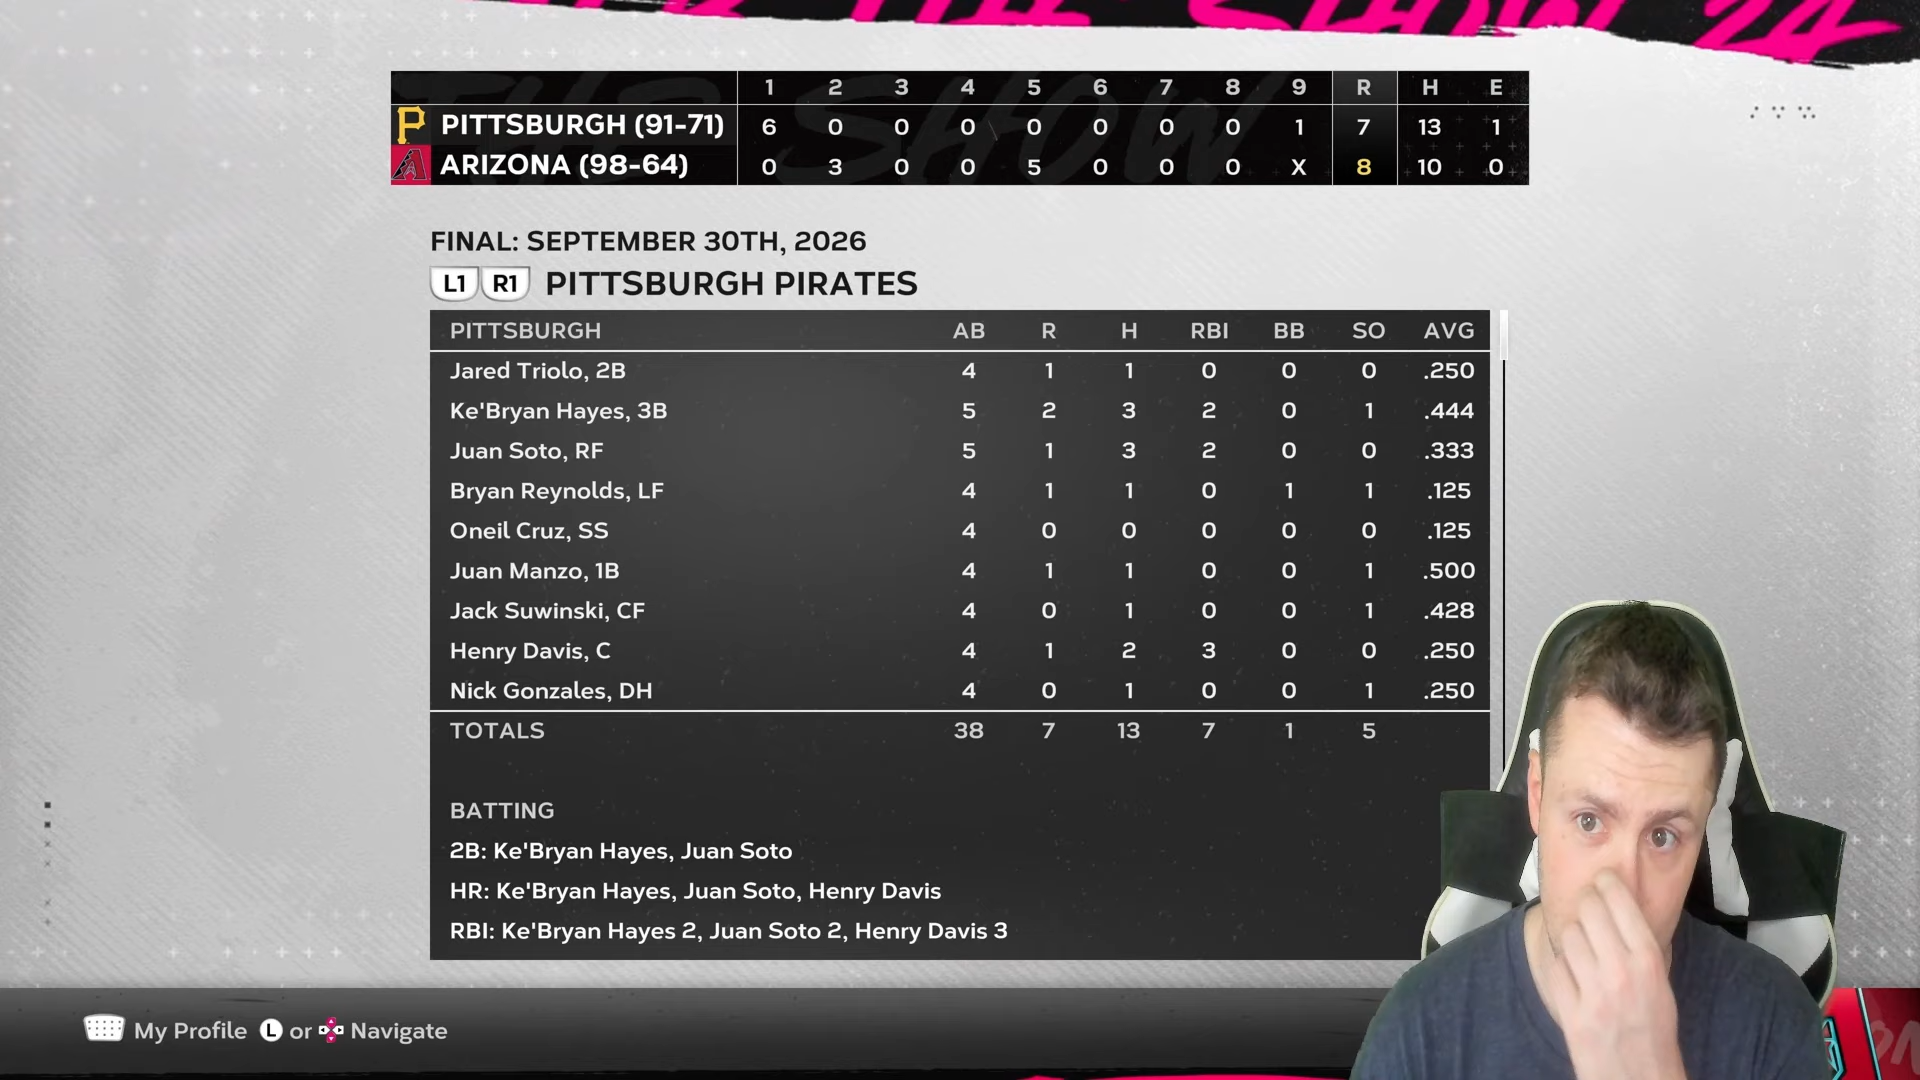 THE SHOW 24
1 2 3 4 5 6 7 8 9 R H E
PITTSBURGH (91-71) 6 0 0 0 0 0 0 0 1 7 13 1
ARIZONA (98-64) 0 3 0 0 5 0 0 0 X 8 10 0
FINAL: SEPTEMBER 30TH, 2026
L1 R1 PITTSBURGH PIRATES
PITTSBURGH AB R H RBI BB SO AVG
Jared Triolo, 2B 4 1 1 0 0 0 .250
Ke'Bryan Hayes, 3B 5 2 3 2 0 1 .444
Juan Soto, RF 5 1 3 2 0 0 .333
Bryan Reynolds, LF 4 1 1 0 1 1 .125
Oneil Cruz, SS 4 0 0 0 0 0 .125
Juan Manzo, 1B 4 1 1 0 0 1 .500
Jack Suwinski, CF 4 0 1 0 0 1 .428
Henry Davis, C 4 1 2 3 0 0 .250
Nick Gonzales, DH 4 0 1 0 0 1 .250
TOTALS 38 7 13 7 1 5
BATTING
2B: Ke'Bryan Hayes, Juan Soto
HR: Ke'Bryan Hayes, Juan Soto, Henry Davis
RBI: Ke'Bryan Hayes 2, Juan Soto 2, Henry Davis 3
My Profile L or Navigate